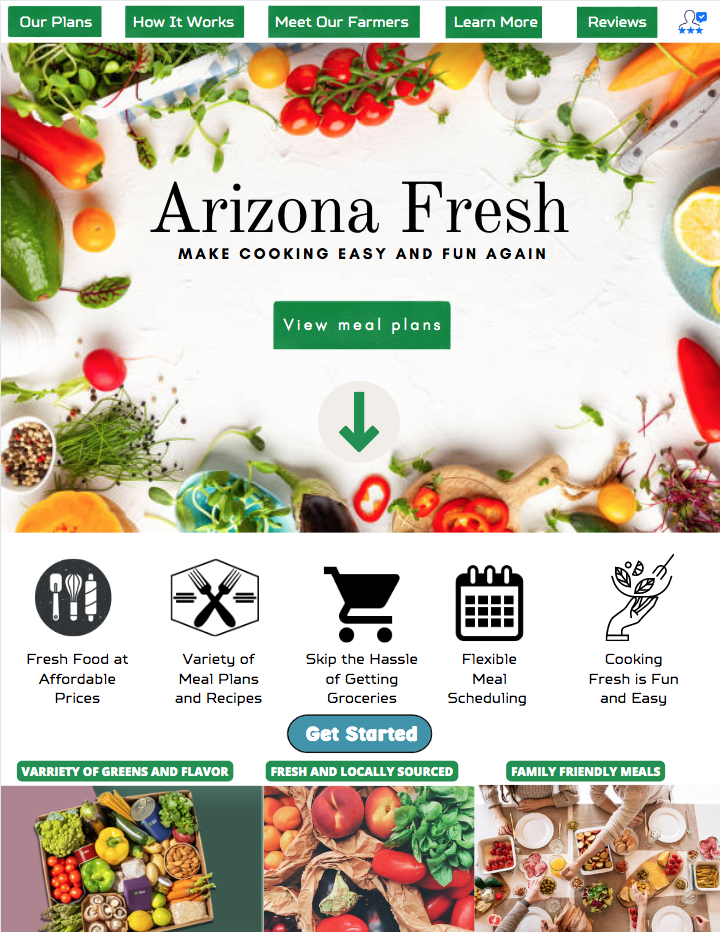 Our Plans
How It Works
Meet Our Farmers
Learn More
Reviews
Arizona Fresh
MAKE COOKING EASY AND FUN AGAIN
View meal plans
Fresh Food at
Affordable
Prices
Variety of
Meal Plans
and Recipes
Skip the Hassle
of Getting
Groceries
Flexible
Meal
Scheduling
Cooking
Fresh is Fun
and Easy
Get Started
VARRIETY OF GREENS AND FLAVOR
FRESH AND LOCALLY SOURCED
FAMILY FRIENDLY MEALS